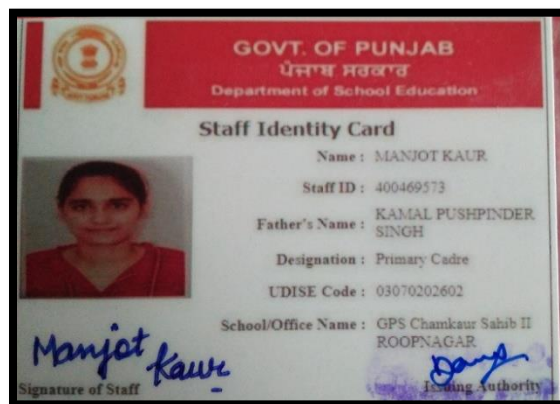 GOVT. OF PUNJAB
ਪੰਜਾਬ ਸਰਕਾਰ
Department of School Education
Staff Identity Card
Name : MANJOT KAUR
Staff ID : 400469573
Father's Name : KAMAL PUSHPINDER
SINGH
Designation : Primary Cadre
UDISE Code : 03070202602
School/Office Name : GPS Chamkaur Sahib II
ROOPNAGAR
Manjot Kaur
Signature of Staff
Issuing Authority